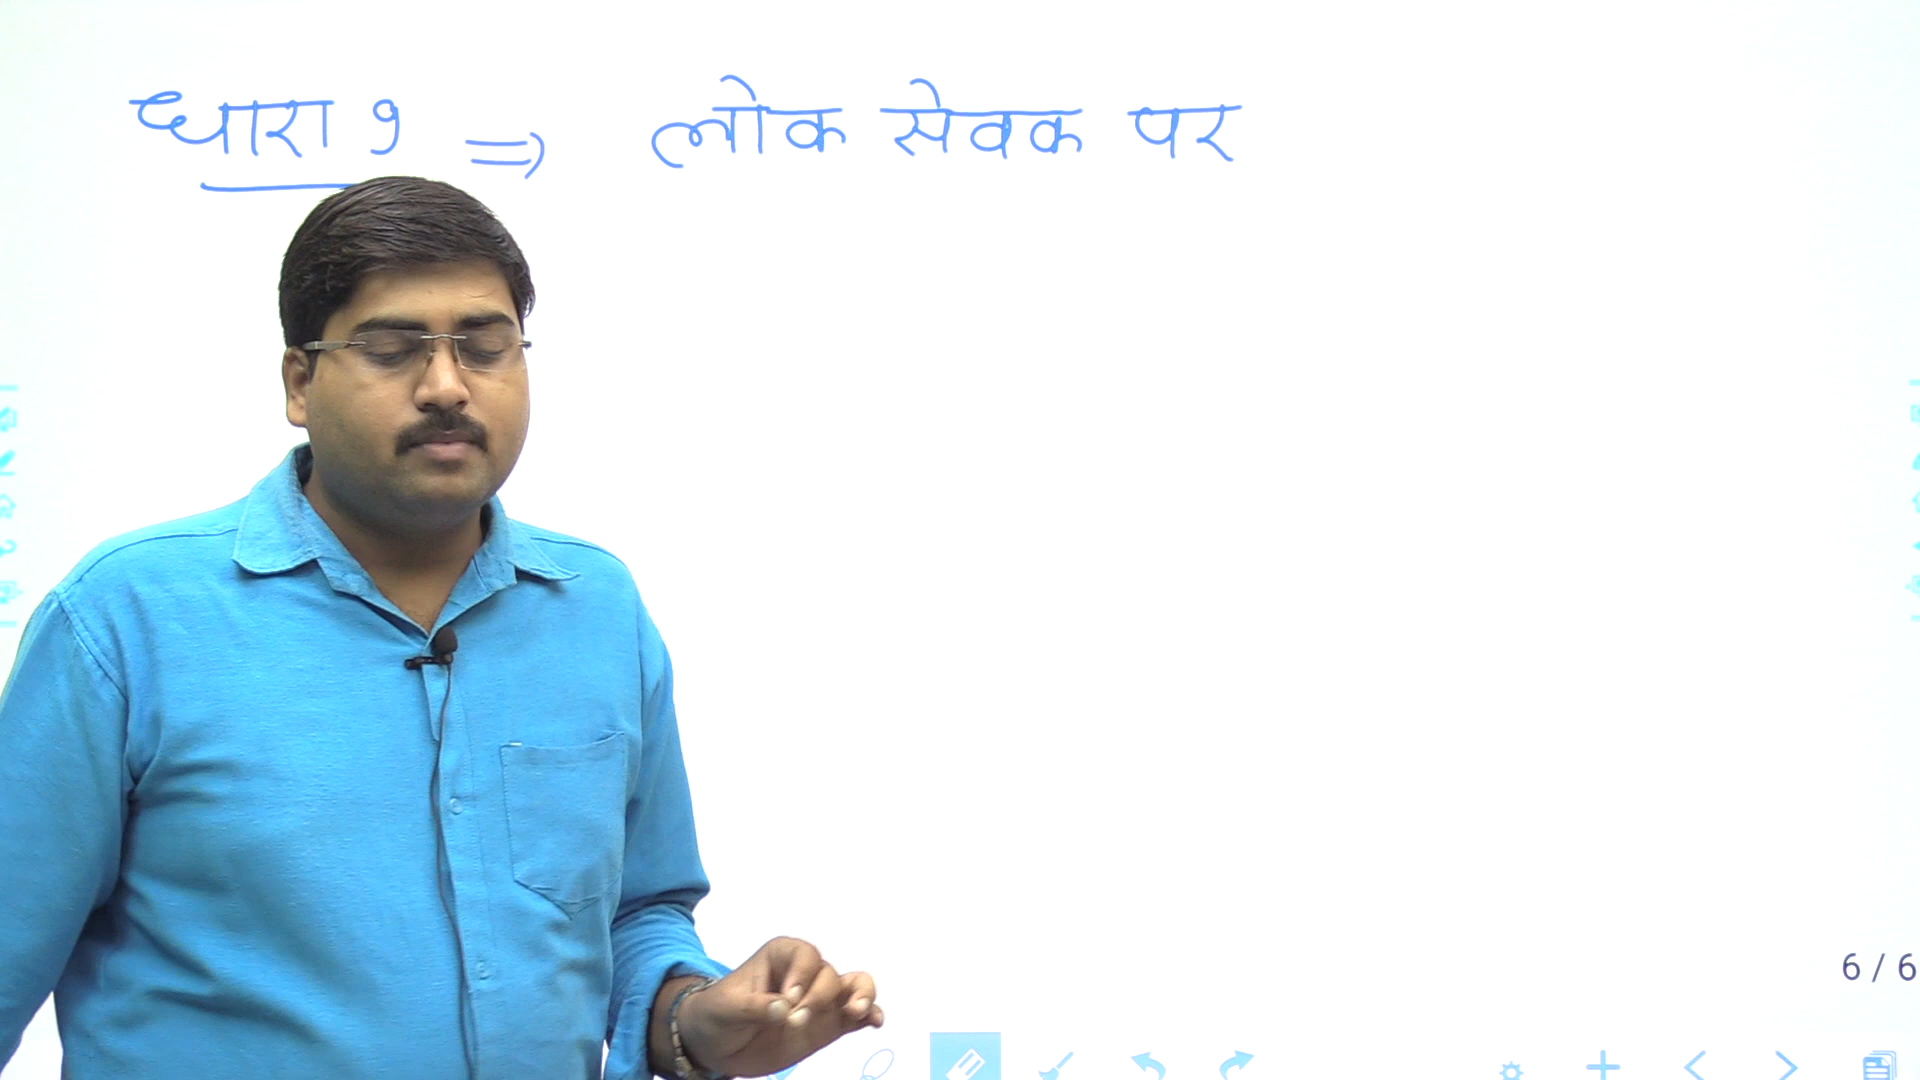 धारा 9 => लोक सेवक पर
6 / 6